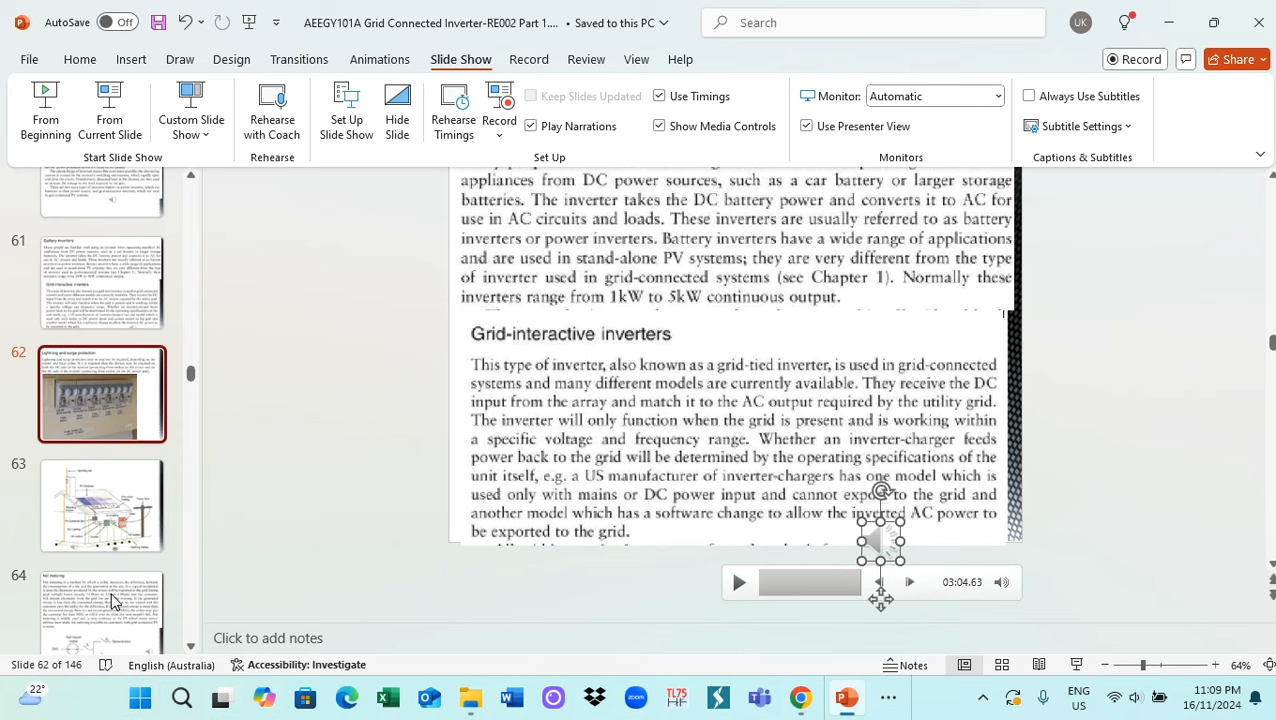 AutoSave Off AEEGY101A Grid Connected Inverter-RE002 Part 1.... • Saved to this PC Search UK
File Home Insert Draw Design Transitions Animations Slide Show rd Review View Help Record Share
From Beginning
From Current Slide
Custom Slide Show
Rehearse with Coach
Set Up Slide Show
Hide Slide
Rehearse Timings
Record
Keep Slides Updated
Play Narrations
Use Timings
Show Media Controls
Monitor: Automatic
Use Presenter View
Always Use Subtitles
Subtitle Settings
Start Slide Show Rehearse Set Up Monitors Captions & Subtitles
61
Battery inverters
Grid-interactive inverters
62
Lightning and surge protection
63
64
Net metering
appliances from DC power sources, such as a car battery or larger storage
batteries. The inverter takes the DC battery power and converts it to AC for
use in AC circuits and loads. These inverters are usually referred to as battery
inverters or power inverters. Battery inverters have a wide range of applications
and are used in stand-alone PV systems; they are very different from the type
of inverter used in grid-connected systems (see Chapter 1). Normally these
inverters range from 1kW to 5kW continuous output.
Grid-interactive inverters
This type of inverter, also known as a grid-tied inverter, is used in grid-connected
systems and many different models are currently available. They receive the DC
input from the array and match it to the AC output required by the utility grid.
The inverter will only function when the grid is present and is working within
a specific voltage and frequency range. Whether an inverter-charger feeds
power back to the grid will be determined by the operating specifications of the
unit itself, e.g. a US manufacturer of inverter-chargers has one model which is
used only with mains or DC power input and cannot export to the grid and
another model which has a software change to allow the inverted AC power to
be exported to the grid.
03:04.63
Click to add notes
Slide 62 of 146 English (Australia) Accessibility: Investigate Notes 64%
22° ENG US 11:09 PM 16/11/2024